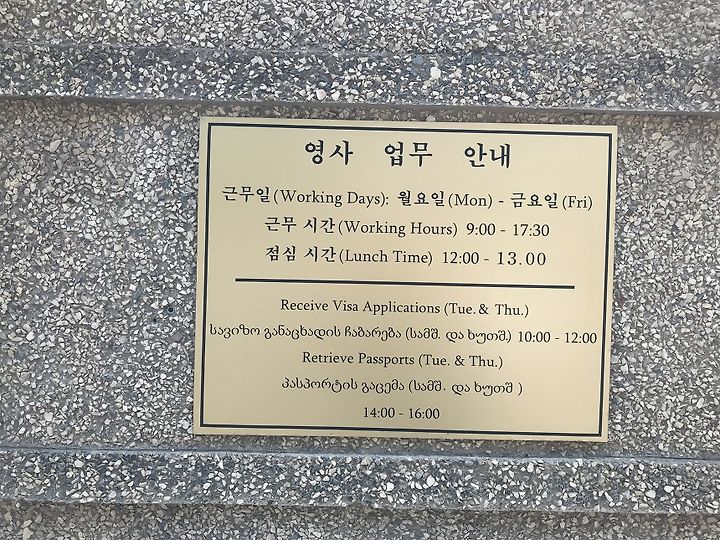 영사 업무 안내
근무일(Working Days): 월요일(Mon) - 금요일(Fri)
근무 시간(Working Hours) 9:00 - 17:30
점심 시간(Lunch Time) 12:00 - 13.00
Receive Visa Applications (Tue. & Thu.)
სავიზო განაცხადის ჩაბარება (სამშ. და ხუთშ.) 10:00 - 12:00
Retrieve Passports (Tue. & Thu.)
პასპორტის გაცემა (სამშ. და ხუთშ )
14:00 - 16:00